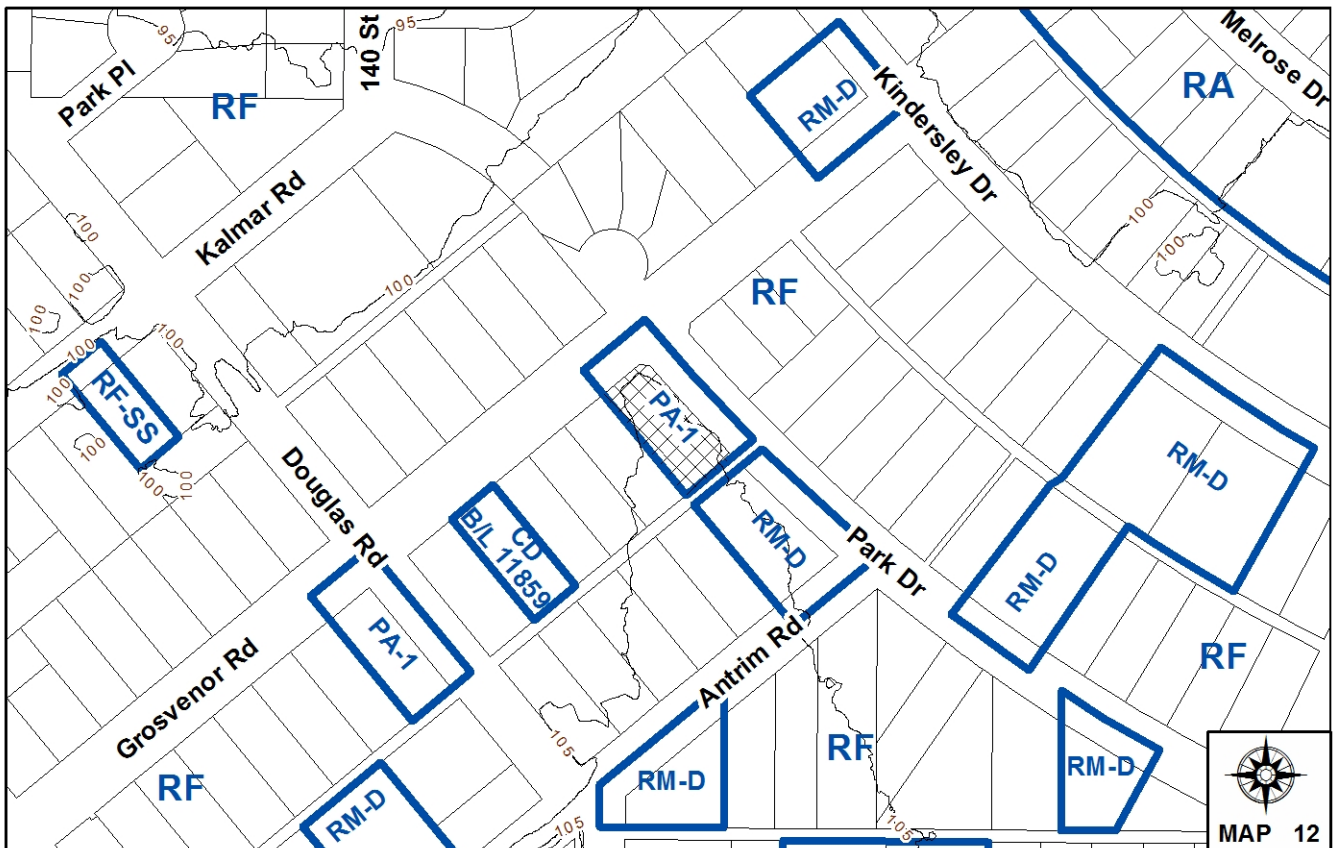 95
140 St
95
Melrose Dr
Park Pl
RF
RM-D
Kindersley Dr
RA
Kalmar Rd
100
100
100
100
100
RF
100
100
100
100
RF-SS
100
100
100
100
PA-1
Douglas Rd
CD
B/L 11859
RM-D
Park Dr
RM-D
RM-D
PA-1
Grosvenor Rd
Antrim Rd
RF
105
RF
RM-D
RF
RM-D
RM-D
105
105
MAP 12